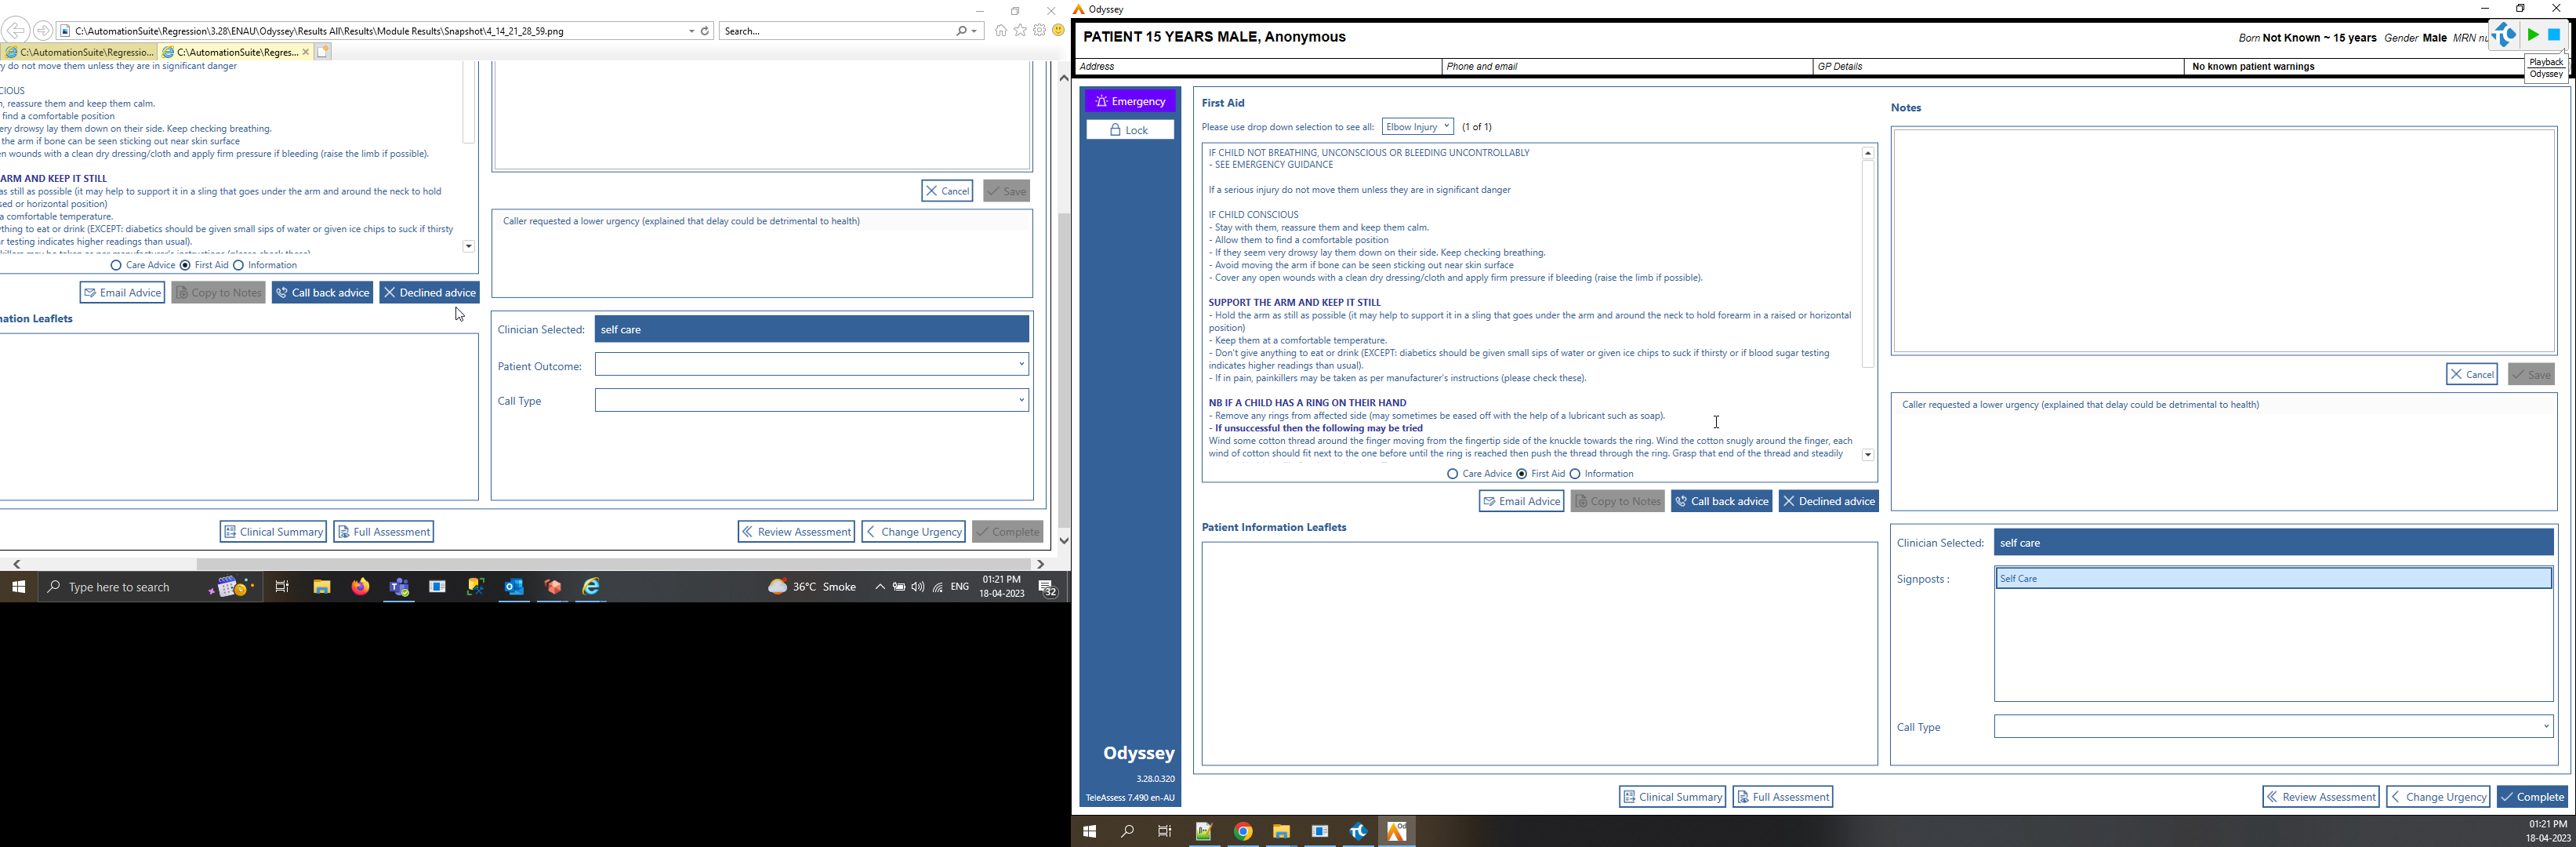 C:\AutomationSuite\Regression\3.28\ENAU\Odyssey\Results All\Results\Module Results\Snapshot\4_14_21_28_59.png
Search...
C:\AutomationSuite\Regressio...
C:\AutomationSuite\Regres...
y do not move them unless they are in significant danger
CIOUS
, reassure them and keep them calm.
find a comfortable position
ery drowsy lay them down on their side. Keep checking breathing.
the arm if bone can be seen sticking out near skin surface
en wounds with a clean dry dressing/cloth and apply firm pressure if bleeding (raise the limb if possible).
ARM AND KEEP IT STILL
as still as possible (it may help to support it in a sling that goes under the arm and around the neck to hold
sed or horizontal position)
a comfortable temperature.
ything to eat or drink (EXCEPT: diabetics should be given small sips of water or given ice chips to suck if thirsty
r testing indicates higher readings than usual).
Care Advice First Aid Information
Email Advice Copy to Notes Call back advice Declined advice
nation Leaflets
Cancel Save
Caller requested a lower urgency (explained that delay could be detrimental to health)
Clinician Selected: self care
Patient Outcome:
Call Type
Clinical Summary Full Assessment Review Assessment Change Urgency Complete
Type here to search
36°C Smoke
ENG
01:21 PM
18-04-2023
32
Odyssey
PATIENT 15 YEARS MALE, Anonymous
Born Not Known ~ 15 years Gender Male MRN nu
Playback
Odyssey
Address
Phone and email
GP Details
No known patient warnings
Emergency
Lock
First Aid
Please use drop down selection to see all: Elbow Injury (1 of 1)
IF CHILD NOT BREATHING, UNCONSCIOUS OR BLEEDING UNCONTROLLABLY
- SEE EMERGENCY GUIDANCE
If a serious injury do not move them unless they are in significant danger
IF CHILD CONSCIOUS
- Stay with them, reassure them and keep them calm.
- Allow them to find a comfortable position
- If they seem very drowsy lay them down on their side. Keep checking breathing.
- Avoid moving the arm if bone can be seen sticking out near skin surface
- Cover any open wounds with a clean dry dressing/cloth and apply firm pressure if bleeding (raise the limb if possible).
SUPPORT THE ARM AND KEEP IT STILL
- Hold the arm as still as possible (it may help to support it in a sling that goes under the arm and around the neck to hold forearm in a raised or horizontal
position)
- Keep them at a comfortable temperature.
- Don't give anything to eat or drink (EXCEPT: diabetics should be given small sips of water or given ice chips to suck if thirsty or if blood sugar testing
indicates higher readings than usual).
- If in pain, painkillers may be taken as per manufacturer's instructions (please check these).
NB IF A CHILD HAS A RING ON THEIR HAND
- Remove any rings from affected side (may sometimes be eased off with the help of a lubricant such as soap).
- If unsuccessful then the following may be tried
Wind some cotton thread around the finger moving from the fingertip side of the knuckle towards the ring. Wind the cotton snugly around the finger, each
wind of cotton should fit next to the one before until the ring is reached then push the thread through the ring. Grasp that end of the thread and steadily
Care Advice First Aid Information
Email Advice Copy to Notes Call back advice Declined advice
Patient Information Leaflets
Notes
Cancel Save
Caller requested a lower urgency (explained that delay could be detrimental to health)
Clinician Selected: self care
Signposts : Self Care
Call Type
Odyssey
3.28.0.320
TeleAssess 7.490 en-AU
Clinical Summary Full Assessment Review Assessment Change Urgency Complete
01:21 PM
18-04-2023